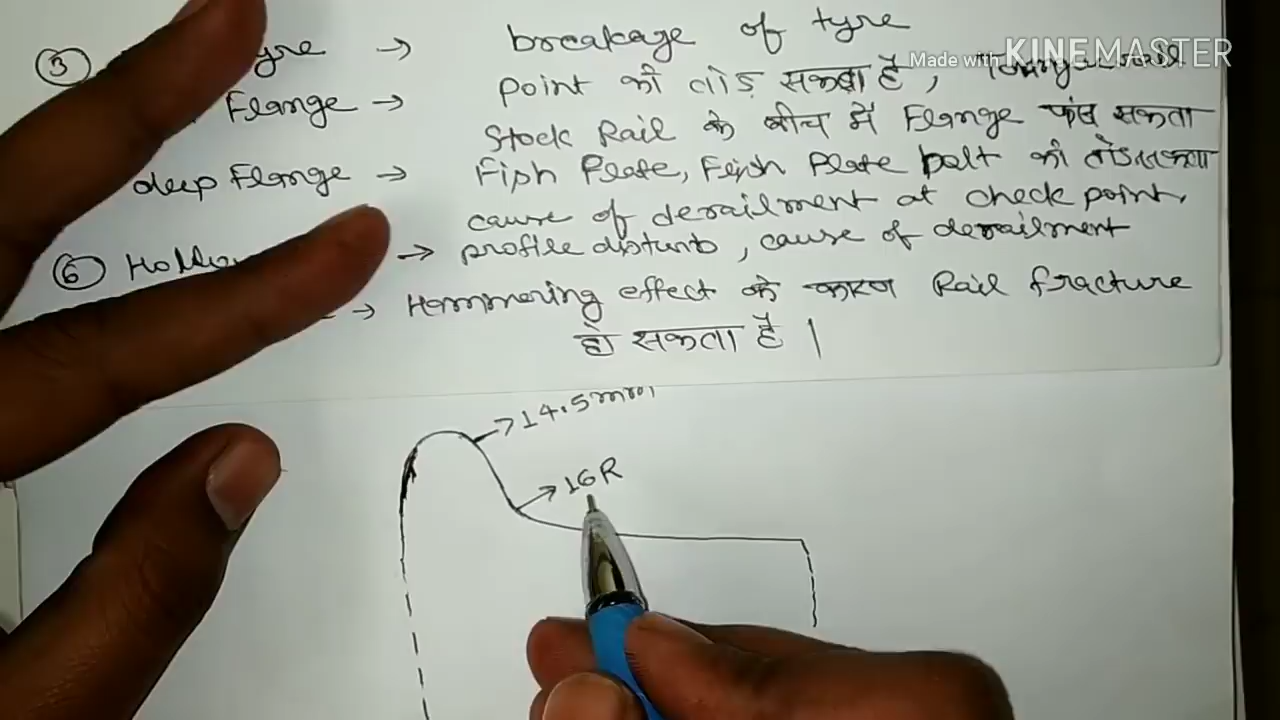 Made with KINEMASTER
③ yre → breakage of tyre
point को तोड़ सकता है,
Flange → Stock Rail के बीच में Flange फंस सकता
deep Flange → Fish Plate, Fish Plate bolt को तोड़ सकता
cause of derailment at check point,
⑥ Hollow → profile disturb, cause of derailment
→ Hommering effect के कारण Rail fracture
हो सकता है |
→ 14.5mm
→ 16R